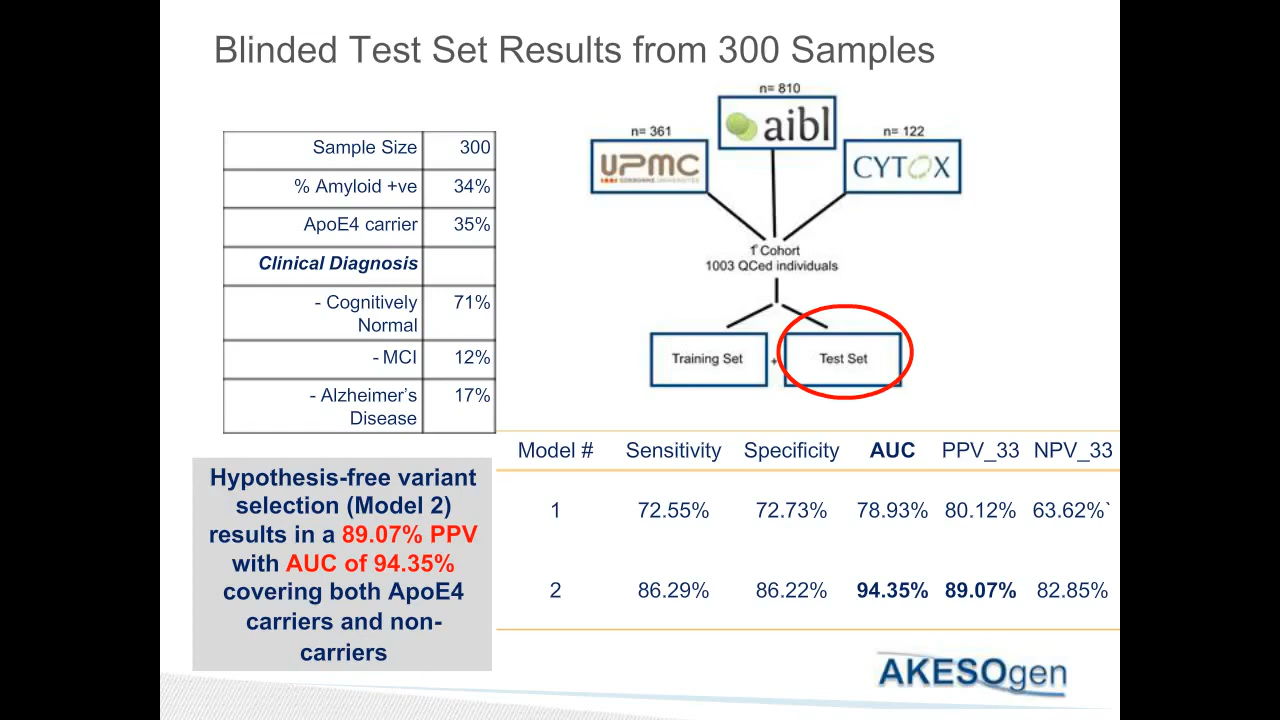 Blinded Test Set Results from 300 Samples
n= 810
aibl
n= 361
UPMC
SORBONNE UNIVERSITÉS
n= 122
CYTOX
1° Cohort
1003 QCed individuals
Training Set + Test Set
Sample Size 300
% Amyloid +ve 34%
ApoE4 carrier 35%
Clinical Diagnosis
- Cognitively 71%
Normal
- MCI 12%
- Alzheimer’s 17%
Disease
Hypothesis-free variant
selection (Model 2)
results in a 89.07% PPV
with AUC of 94.35%
covering both ApoE4
carriers and non-
carriers
Model # Sensitivity Specificity AUC PPV_33 NPV_33
1 72.55% 72.73% 78.93% 80.12% 63.62%`
2 86.29% 86.22% 94.35% 89.07% 82.85%
AKESOgen